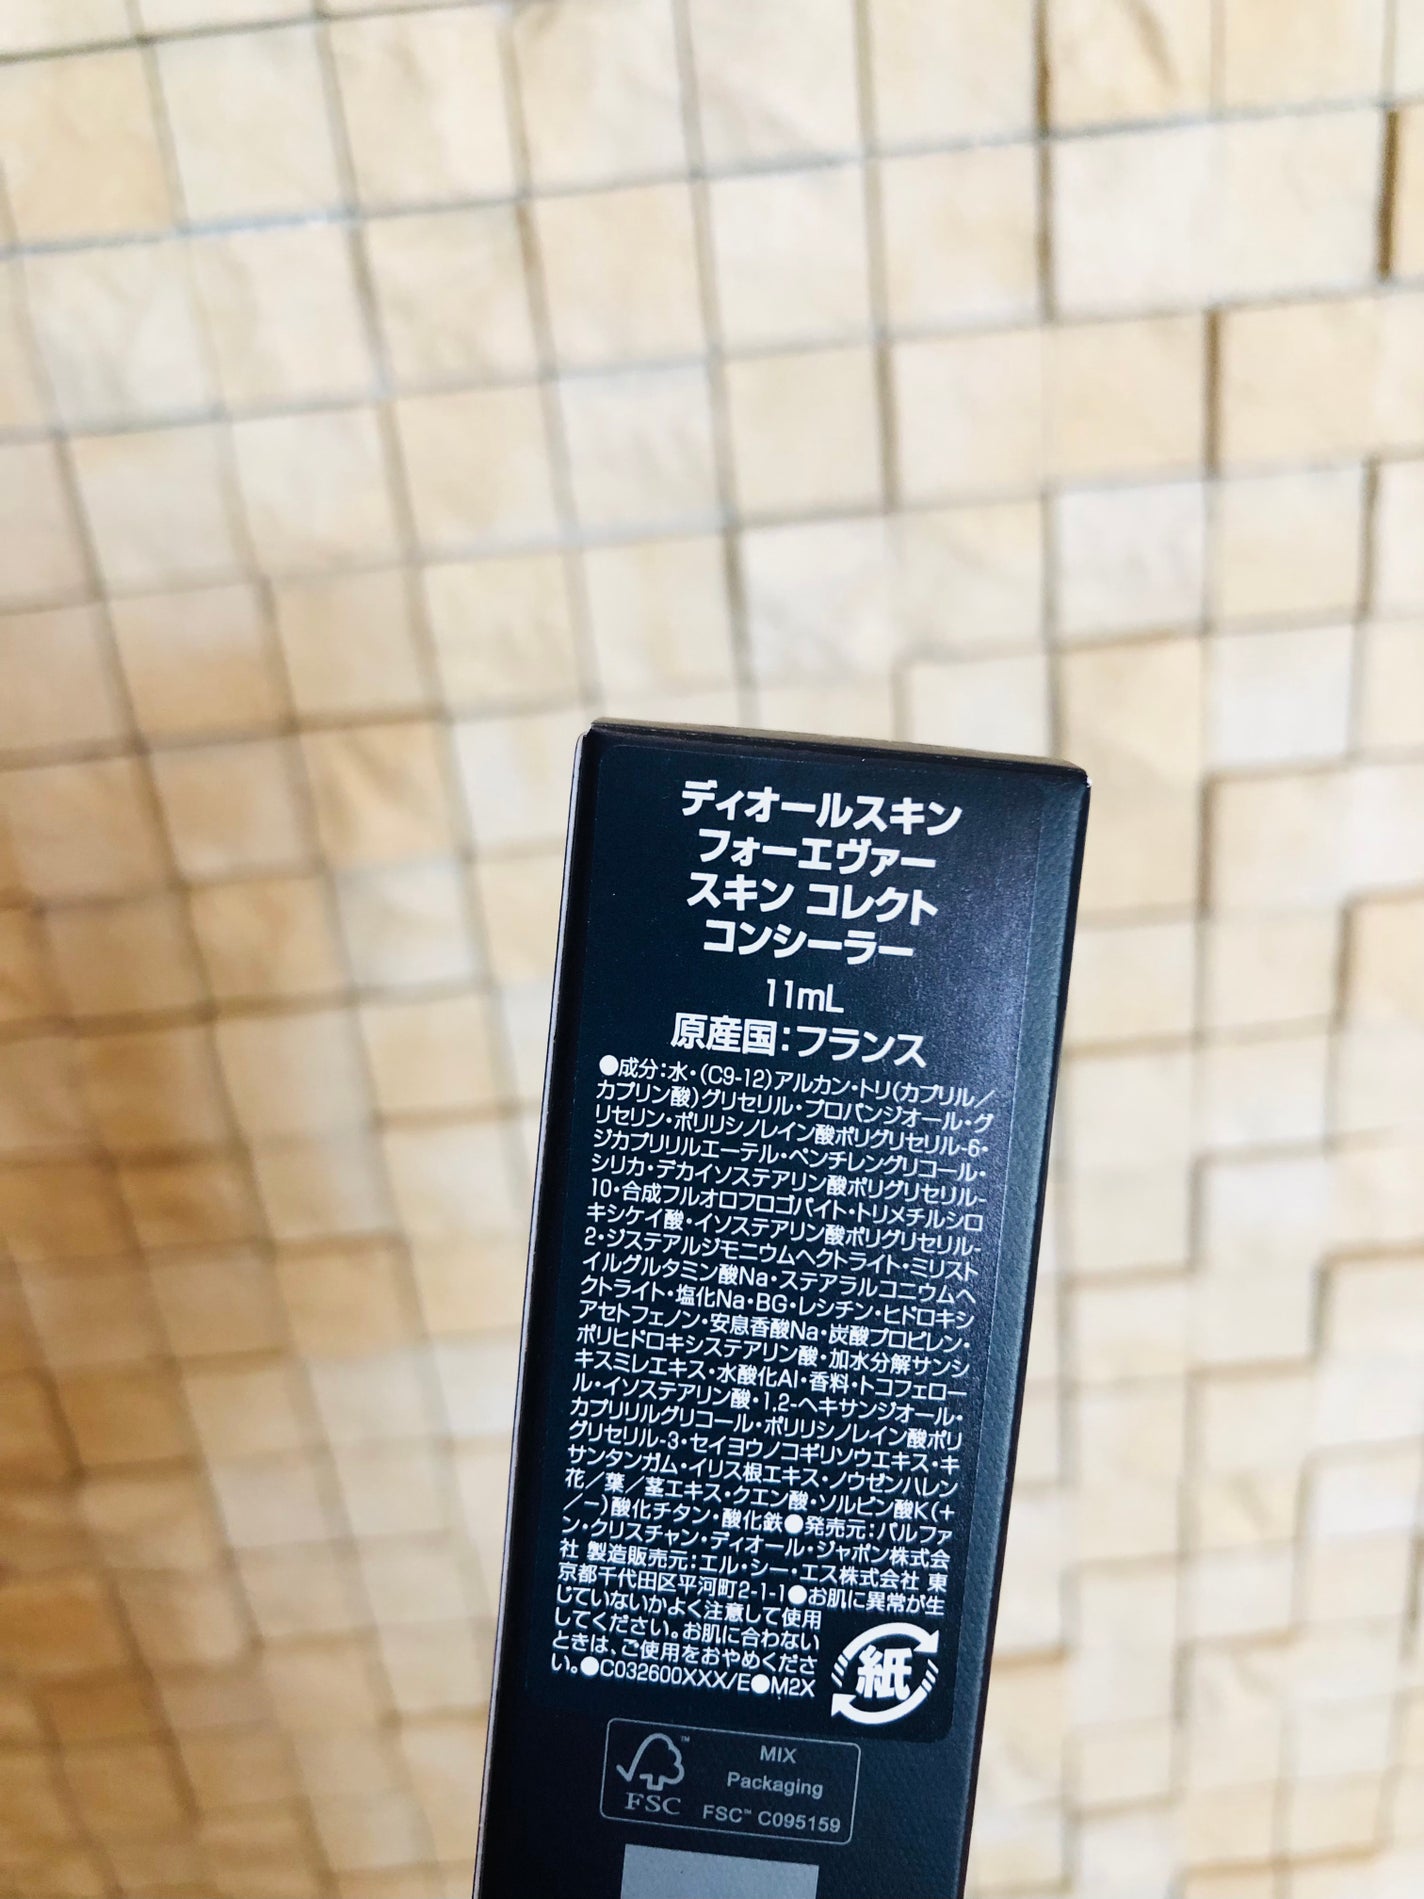 ディオールスキン
フォーエヴァー
スキン コレクト
コンシーラー
11mL
原産国:フランス
●成分:水・(C9-12)アルカン・トリ(カプリル／
カプリン酸)グリセリル・プロパンジオール・グ
リセリン・ポリリシノレイン酸ポリグリセリル-6・
ジカプリリルエーテル・ペンチレングリコール・
シリカ・デカイソステアリン酸ポリグリセリル-
10・合成フルオロフロゴパイト・トリメチルシロ
キシケイ酸・イソステアリン酸ポリグリセリル-
2・ジステアルジモニウムヘクトライト・ミリスト
イルグルタミン酸Na・ステアラルコニウムヘ
クトライト・塩化Na・BG・レシチン・ヒドロキシ
アセトフェノン・安息香酸Na・炭酸プロピレン・
ポリヒドロキシステアリン酸・加水分解サンシ
キスミレエキス・水酸化Al・香料・トコフェロー
ル・イソステアリン酸・1,2-ヘキサンジオール・
カプリリルグリコール・ポリリシノレイン酸ポリ
グリセリル-3・セイヨウノコギリソウエキス・キ
サンタンガム・イリス根エキス・ノウゼンハレン
花／葉／茎エキス・クエン酸・ソルビン酸K(+
／−)酸化チタン・酸化鉄●発売元:パルファ
ン・クリスチャン・ディオール・ジャポン株式会
社 製造販売元:エル・シー・エス株式会社 東
京都千代田区平河町2-1-1●お肌に異常が生
じていないかよく注意して使用
してください。お肌に合わない
ときは、ご使用をおやめくださ
い。●C032600XXX/E●M2X
紙
FSC™
MIX
Packaging
FSC™ C095159